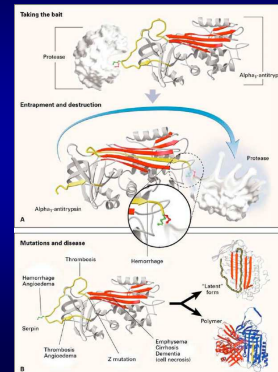 Taking the bait
Protease
Alpha₁-antitryp
Entrapment and destruction
Protease
Alpha₁-antitrypsin
A
Mutations and disease
Hemorrhage
Thrombosis
Hemorrhage
Angioedema
"Latent"
form
Serpin
Polymer
Thrombosis
Angioedema
Z mutation
Emphysema
Cirrhosis
Dementia
(cell necrosis)
B